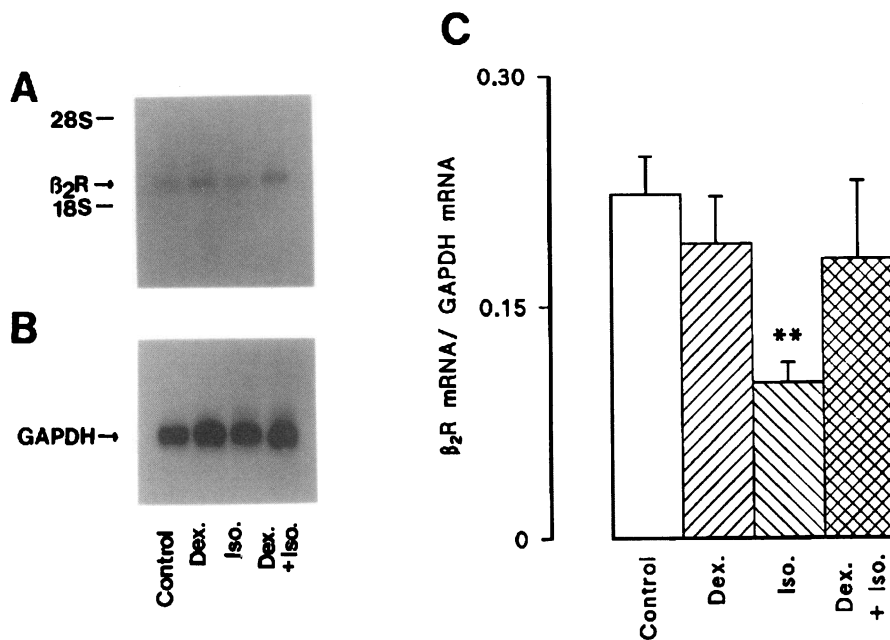 A
28S–
β₂R→
18S–
B
GAPDH→
Control
Dex.
Iso.
Dex.
+Iso.
C
0.30
0.15
0
β₂R mRNA/ GAPDH mRNA
**
Control
Dex.
Iso.
Dex.
+ Iso.